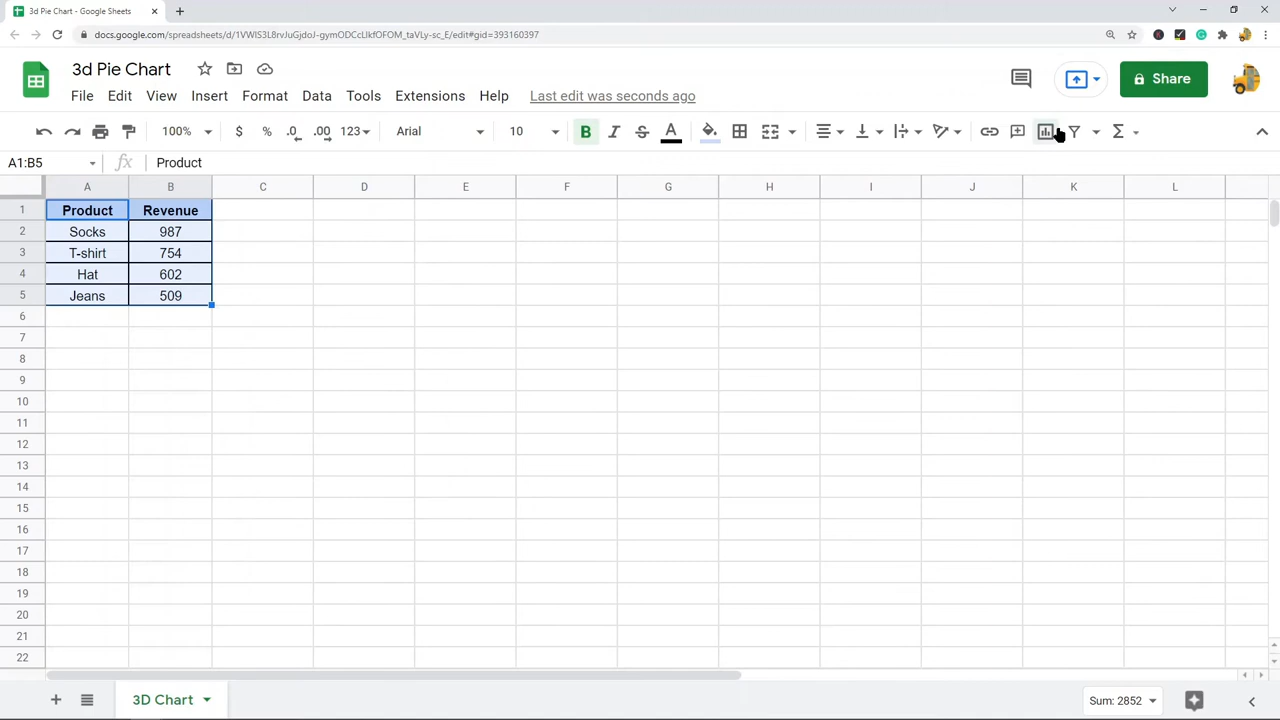 3d Pie Chart - Google Sheets
docs.google.com/spreadsheets/d/1VWIS3L8rvJuGjdoJ-gymODCcLlkfOFOM_taVLy-sc_E/edit#gid=393160397
3d Pie Chart
File Edit View Insert Format Data Tools Extensions Help Last edit was seconds ago
Share
100% $ % .0 .00 123 Arial 10 B I S A Σ
A1:B5 fx Product
A B C D E F G H I J K L
1 Product Revenue
2 Socks 987
3 T-shirt 754
4 Hat 602
5 Jeans 509
6
7
8
9
10
11
12
13
14
15
16
17
18
19
20
21
22
3D Chart Sum: 2852